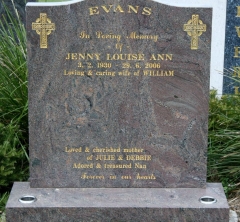 EVANS
In Loving Memory
of
JENNY LOUISE ANN
3. 2. 1930 - 29. 6. 2006
Loving & caring wife of WILLIAM
Loved & cherished mother
of JULIE & DEBBIE
Adored & treasured Nan
Forever in our hearts